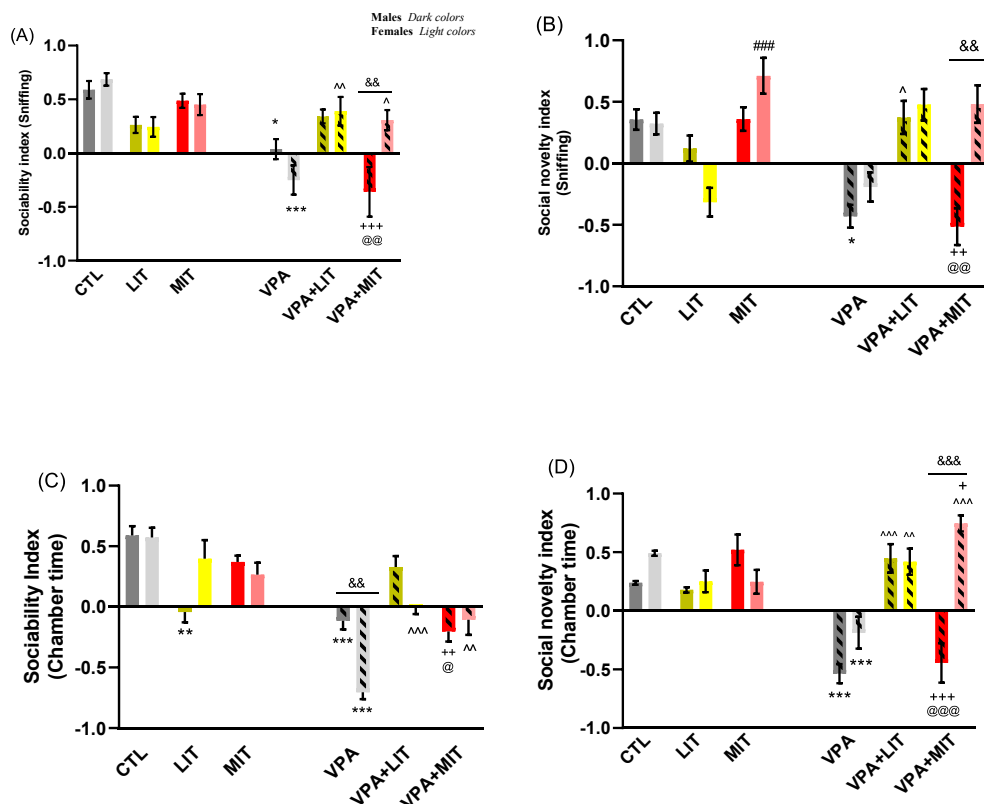 Males Dark colors
Females Light colors
(A)
Sociability index (Sniffing)
1.0
0.5
0.0
-0.5
-1.0
*
***
^^
&&
^
+++
@@
CTL
LIT
MIT
VPA
VPA+LIT
VPA+MIT
(B)
Social novelty index
(Sniffing)
1.0
0.5
0.0
-0.5
-1.0
###
*
^
&&
++
@@
CTL
LIT
MIT
VPA
VPA+LIT
VPA+MIT
(C)
Sociability Index
(Chamber time)
1.0
0.5
0.0
-0.5
-1.0
**
&&
***
***
^^^
++
@
^^
CTL
LIT
MIT
VPA
VPA+LIT
VPA+MIT
(D)
Social novelty index
(Chamber time)
1.0
0.5
0.0
-0.5
-1.0
***
***
^^^
^^
&&&
+
^^^
+++
@@@
CTL
LIT
MIT
VPA
VPA+LIT
VPA+MIT